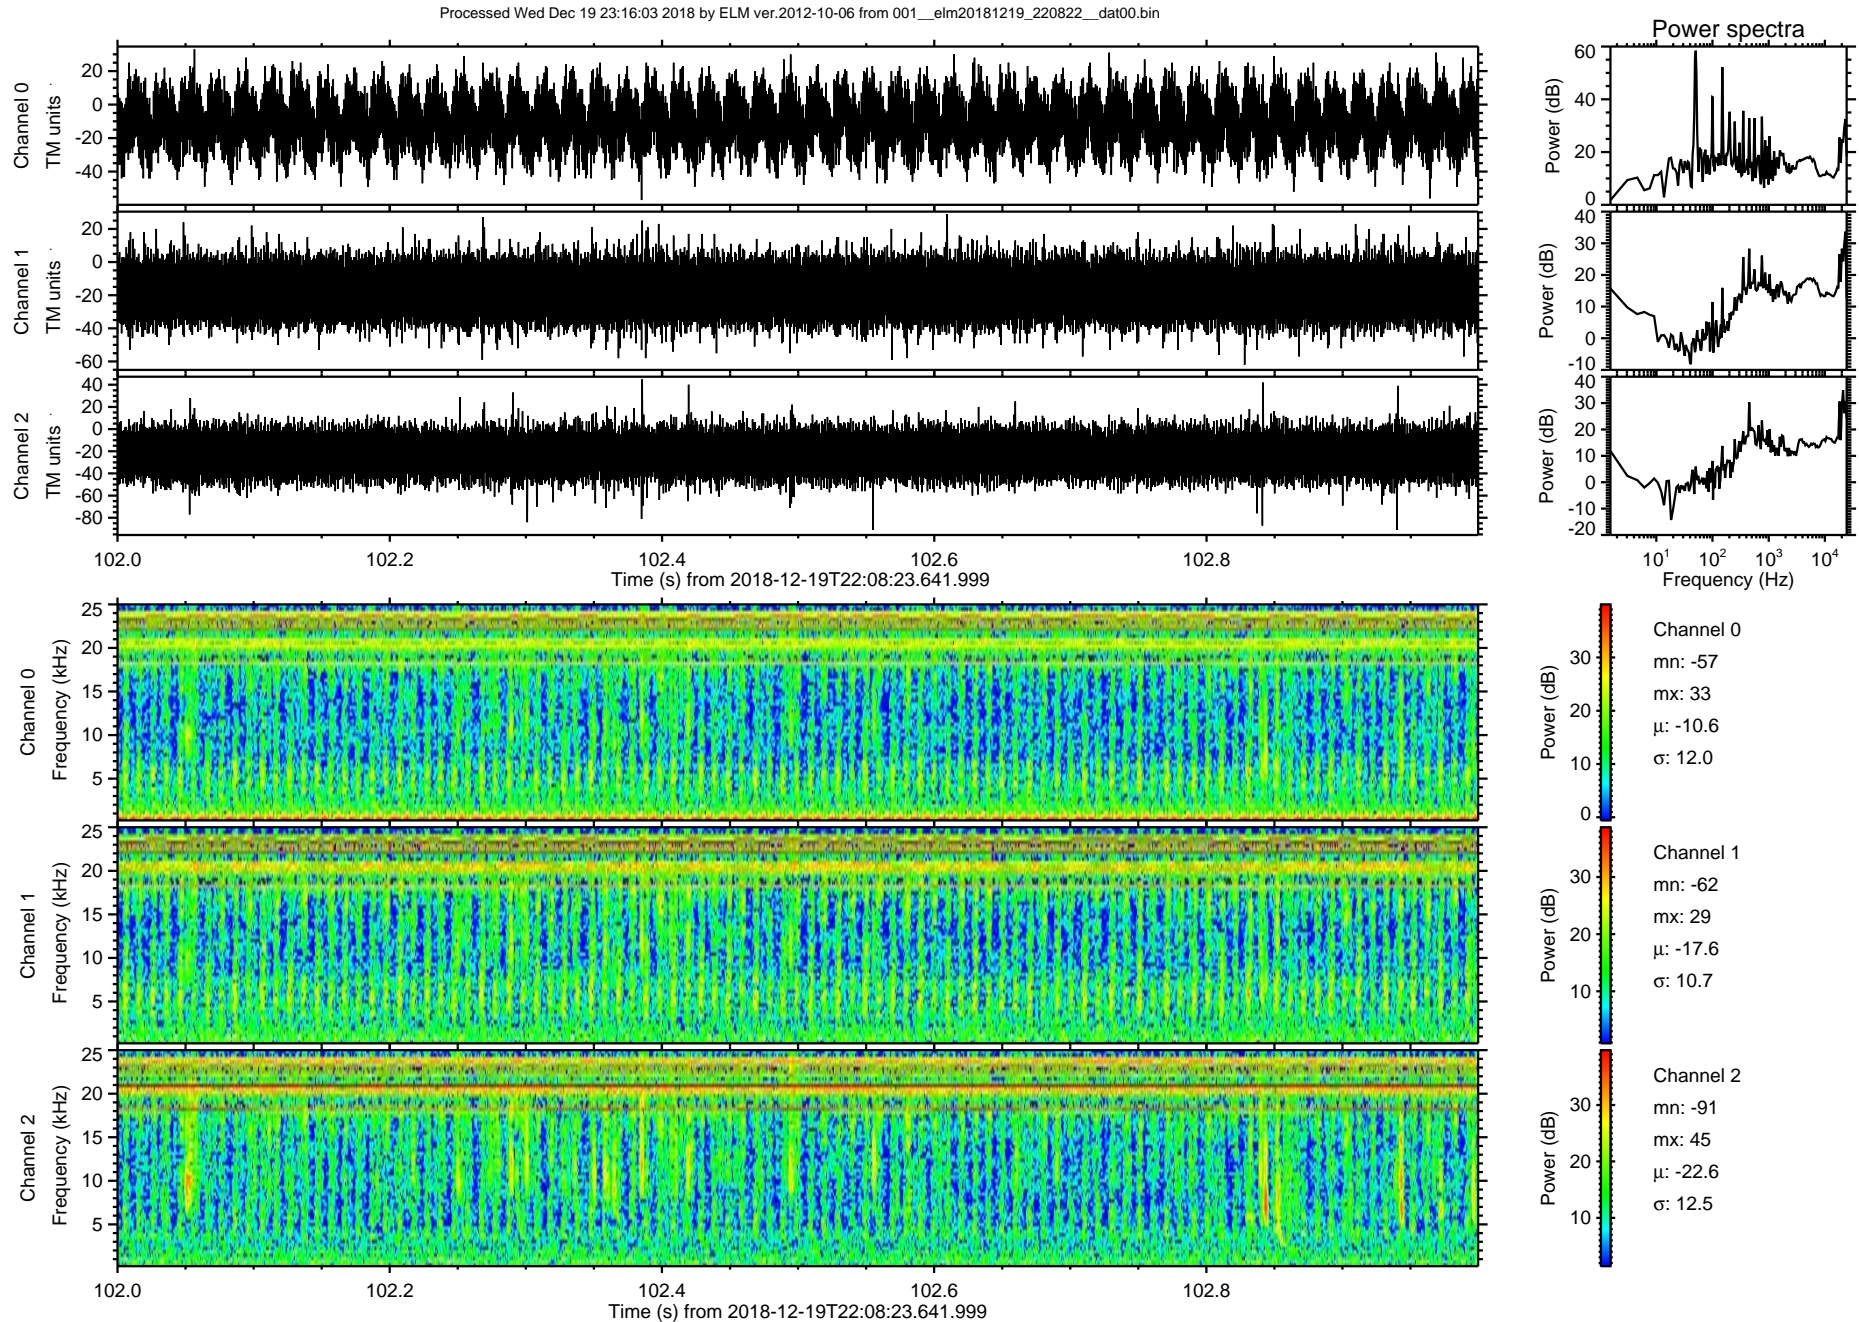 Processed Wed Dec 19 23:16:03 2018 by ELM ver.2012-10-06 from 001__elm20181219_220822__dat00.bin
Power spectra
Channel 0
TM units
20
0
-20
-40
Power (dB)
60
40
20
0
Channel 1
TM units
20
0
-20
-40
-60
Power (dB)
40
30
20
10
0
-10
Channel 2
TM units
40
20
0
-20
-40
-60
-80
Power (dB)
40
30
20
10
0
-10
-20
102.0 102.2 102.4 102.6 102.8
Time (s) from 2018-12-19T22:08:23.641.999
10¹ 10² 10³ 10⁴
Frequency (Hz)
Channel 0
Frequency (kHz)
25
20
15
10
5
Power (dB)
30
20
10
0
Channel 0
mn: -57
mx: 33
μ: -10.6
σ: 12.0
Channel 1
Frequency (kHz)
25
20
15
10
5
Power (dB)
30
20
10
Channel 1
mn: -62
mx: 29
μ: -17.6
σ: 10.7
Channel 2
Frequency (kHz)
25
20
15
10
5
Power (dB)
30
20
10
Channel 2
mn: -91
mx: 45
μ: -22.6
σ: 12.5
102.0 102.2 102.4 102.6 102.8
Time (s) from 2018-12-19T22:08:23.641.999